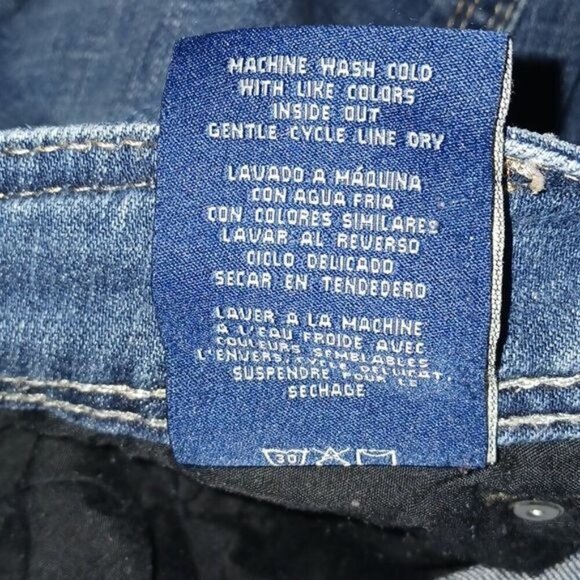 MACHINE WASH COLD
WITH LIKE COLORS
INSIDE OUT
GENTLE CYCLE LINE DRY
LAVADO A MÁQUINA
CON AGUA FRIA
CON COLORES SIMILARES
LAVAR AL REVERSO
CICLO DELICADO
SECAR EN TENDEDERO
LAVER A LA MACHINE
A L'EAU FROIDE AVEC
COULEURS SEMBLABLES
L'ENVERS
SUSPENDRE POUR LE
SECHAGE
30